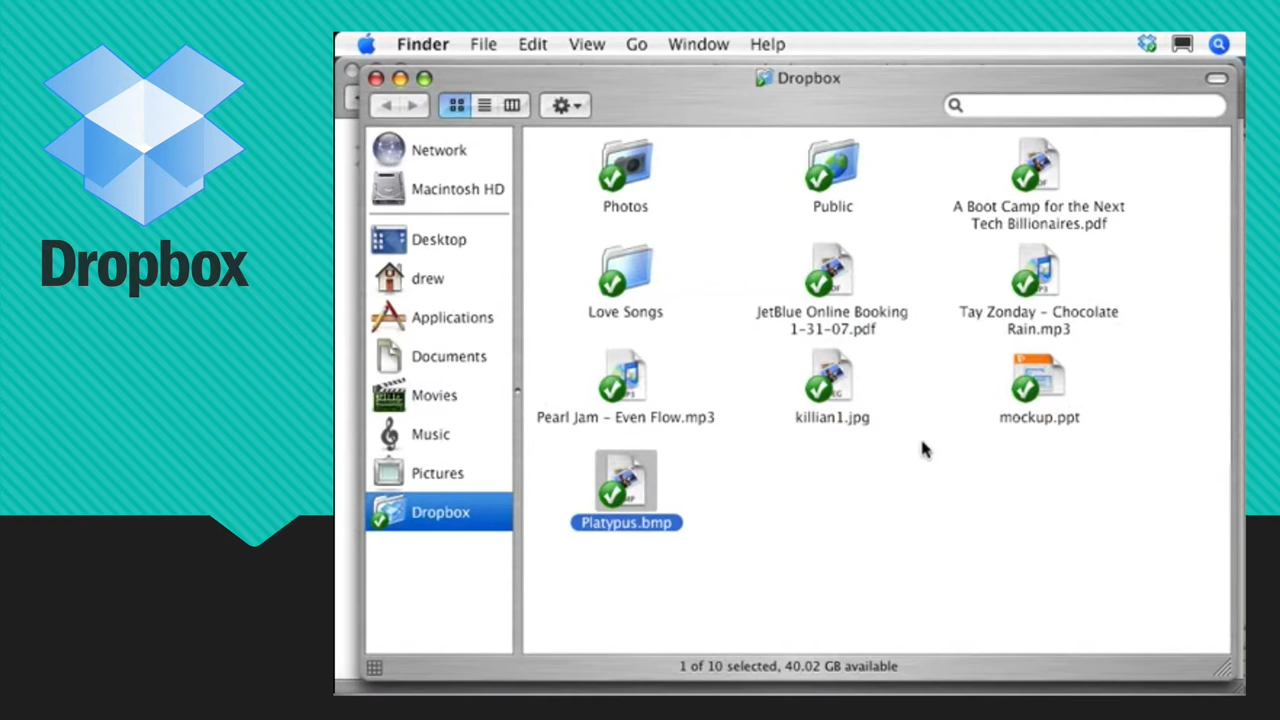 Dropbox
Finder File Edit View Go Window Help
Dropbox
Network
Macintosh HD
Desktop
drew
Applications
Documents
Movies
Music
Pictures
Dropbox
Photos
Public
A Boot Camp for the Next
Tech Billionaires.pdf
Love Songs
JetBlue Online Booking
1-31-07.pdf
Tay Zonday - Chocolate
Rain.mp3
Pearl Jam - Even Flow.mp3
killian1.jpg
mockup.ppt
Platypus.bmp
1 of 10 selected, 40.02 GB available